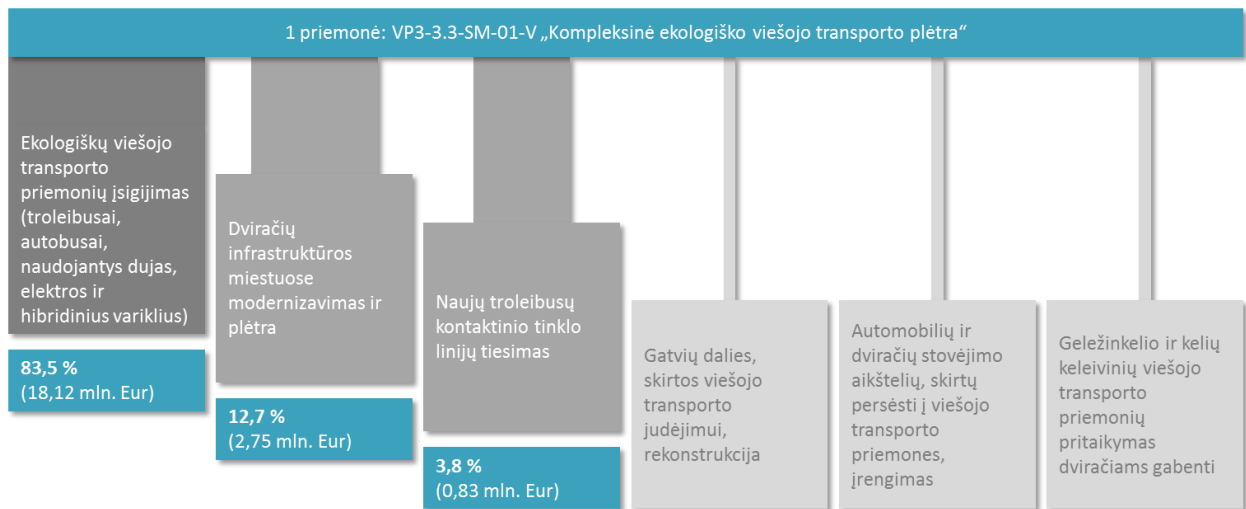 1 priemonė: VP3-3.3-SM-01-V „Kompleksinė ekologiško viešojo transporto plėtra“
Ekologiškų viešojo
transporto
priemonių įsigijimas
(troleibusai,
autobusai,
naudojantys dujas,
elektros ir
hibridinius variklius)
83,5 %
(18,12 mln. Eur)
Dviračių
infrastruktūros
miestuose
modernizavimas ir
plėtra
12,7 %
(2,75 mln. Eur)
Naujų troleibusų
kontaktinio tinklo
linijų tiesimas
3,8 %
(0,83 mln. Eur)
Gatvių dalies,
skirtos viešojo
transporto
judėjimui,
rekonstrukcija
Automobilių ir
dviračių stovėjimo
aikštelių, skirtų
persėsti į viešojo
transporto
priemones,
įrengimas
Geležinkelio ir kelių
keleivinių viešojo
transporto
priemonių
pritaikymas
dviračiams gabenti